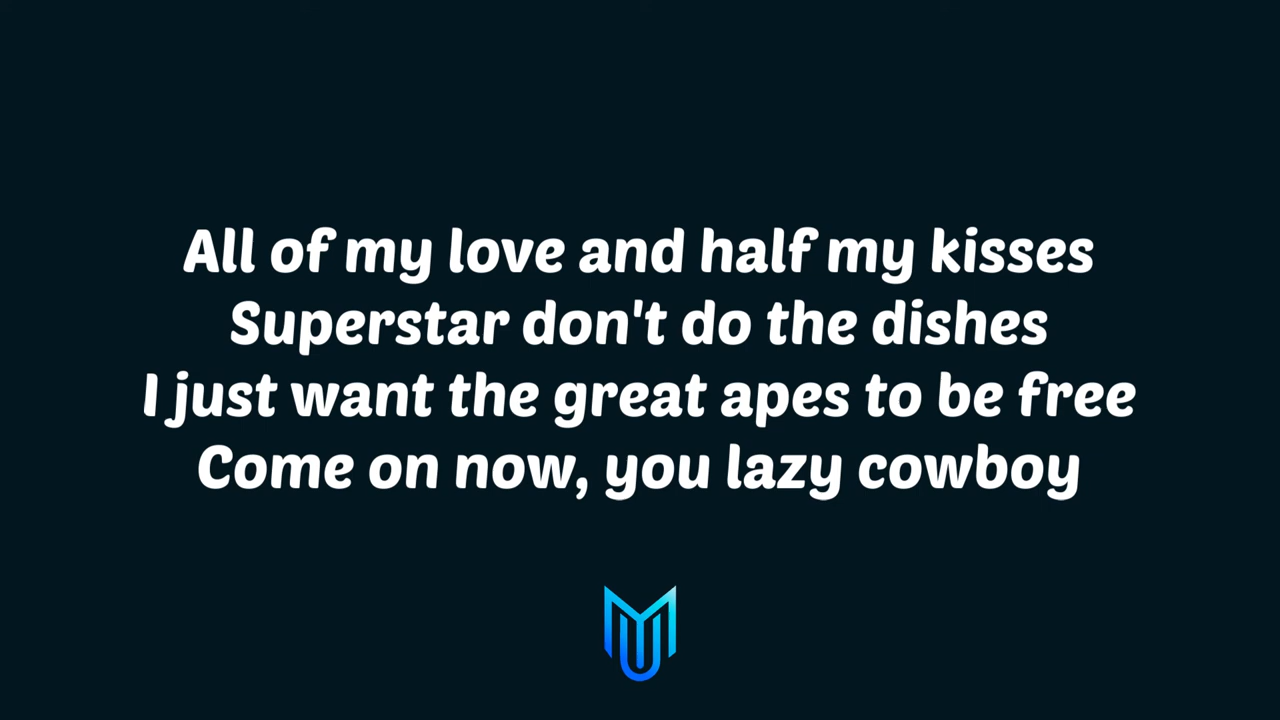 All of my love and half my kisses
Superstar don't do the dishes
I just want the great apes to be free
Come on now, you lazy cowboy